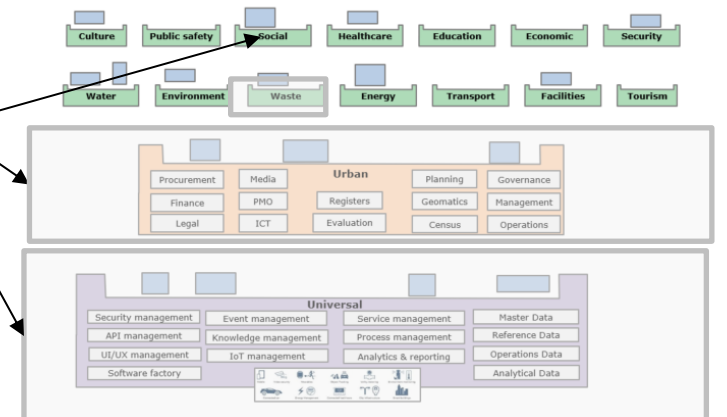 Culture Public safety Social Healthcare Education Economic Security
Water Environment Waste Energy Transport Facilities Tourism
Urban
Procurement Media Planning Governance
Finance PMO Registers Geomatics Management
Legal ICT Evaluation Census Operations
Universal
Security management Event management Service management Master Data
API management Knowledge management Process management Reference Data
UI/UX management IoT management Analytics & reporting Operations Data
Software factory Analytical Data